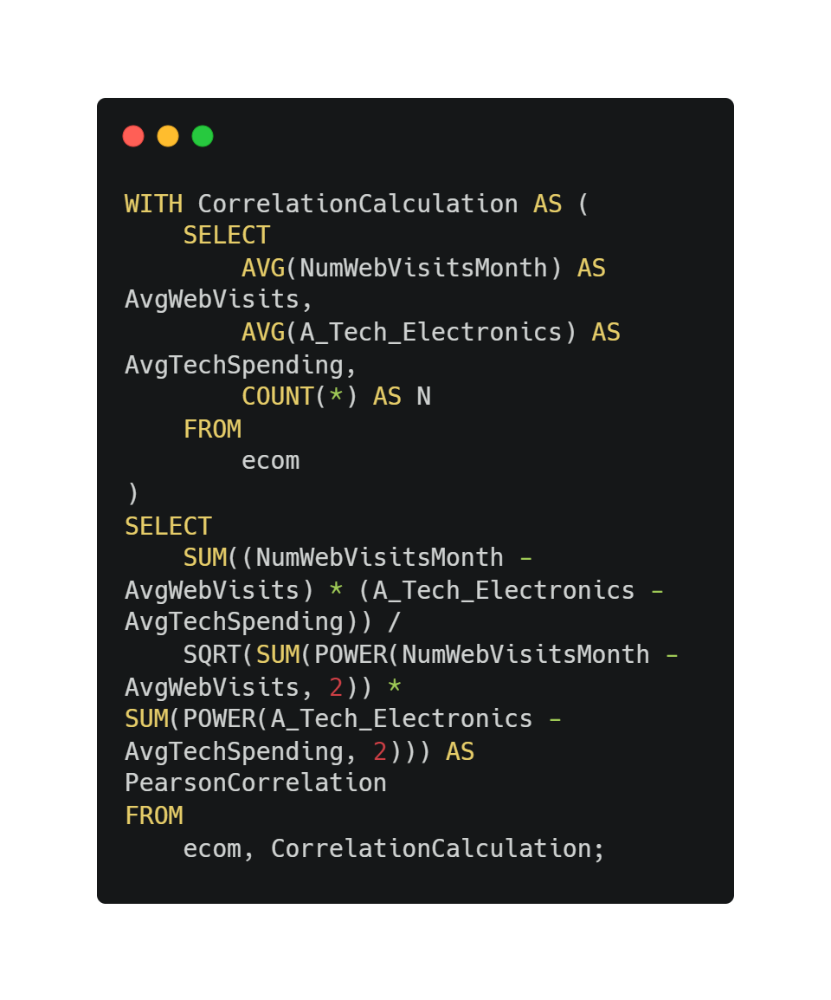 WITH CorrelationCalculation AS (
    SELECT
        AVG(NumWebVisitsMonth) AS
AvgWebVisits,
        AVG(A_Tech_Electronics) AS
AvgTechSpending,
        COUNT(*) AS N
    FROM
        ecom
)
SELECT
    SUM((NumWebVisitsMonth -
AvgWebVisits) * (A_Tech_Electronics -
AvgTechSpending)) /
    SQRT(SUM(POWER(NumWebVisitsMonth -
AvgWebVisits, 2)) *
SUM(POWER(A_Tech_Electronics -
AvgTechSpending, 2))) AS
PearsonCorrelation
FROM
    ecom, CorrelationCalculation;